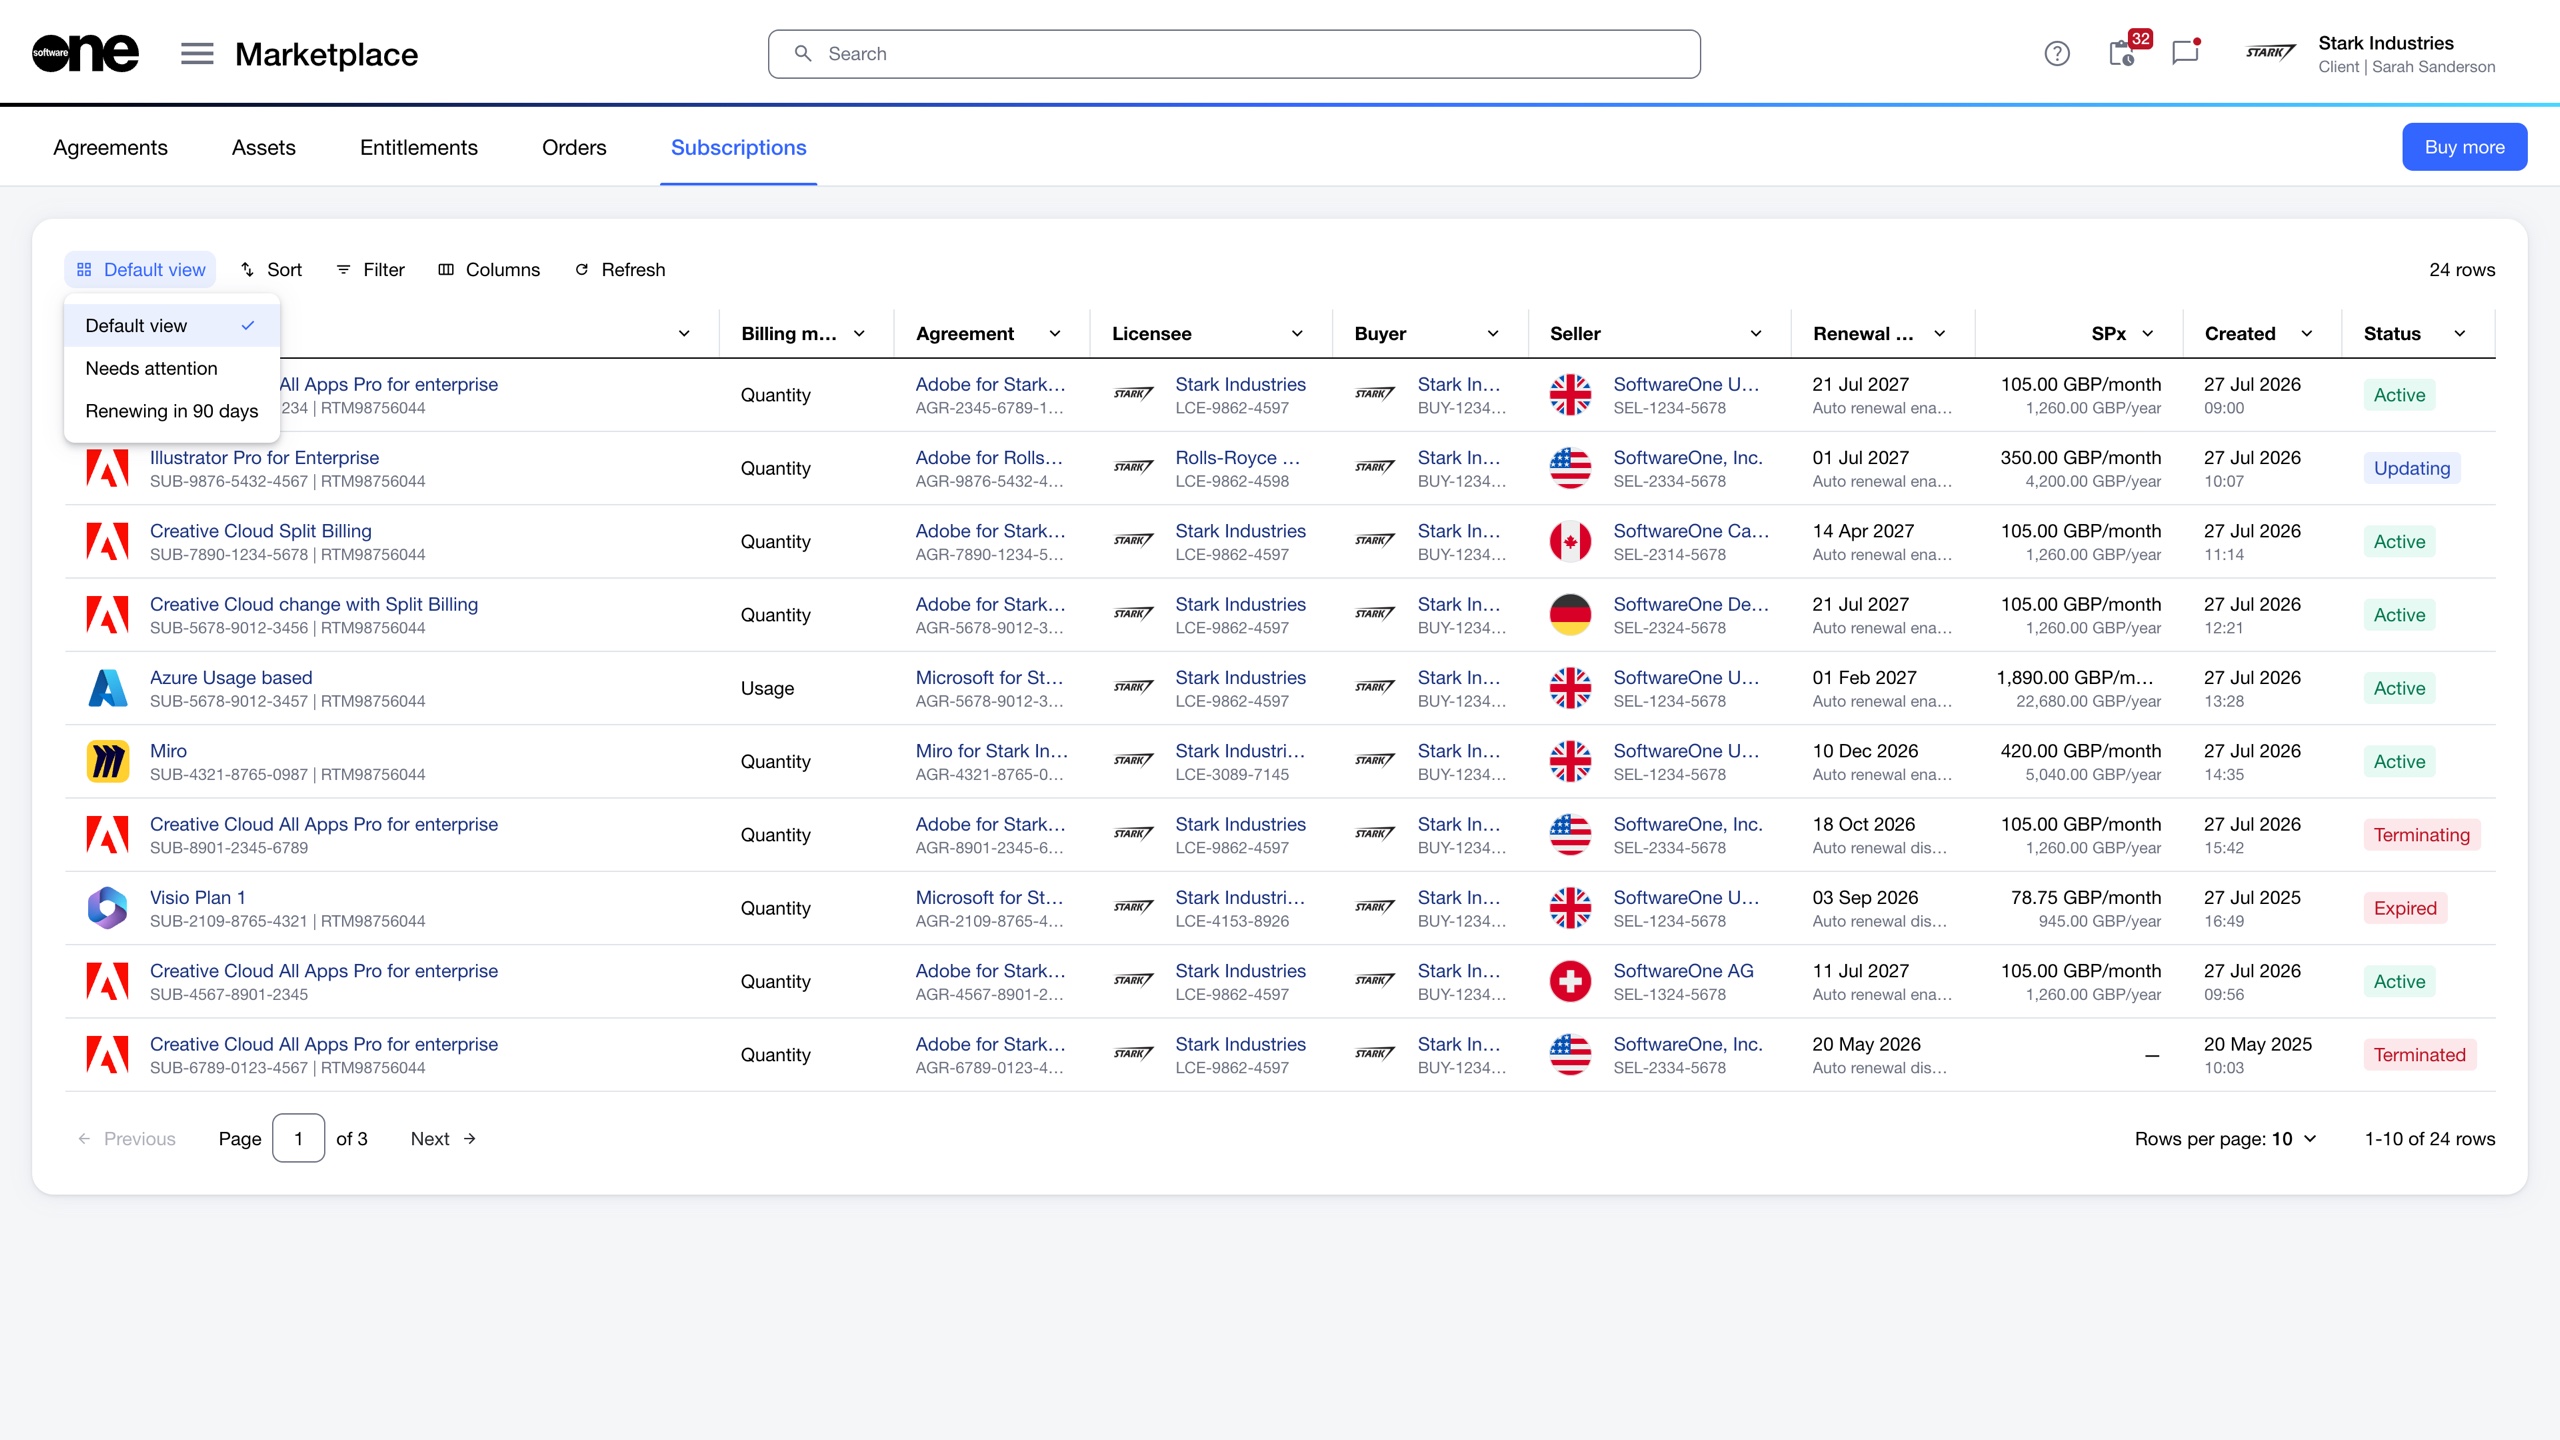 software one
Marketplace
Search
32
STARK
Stark Industries
Client | Sarah Sanderson
Agreements
Assets
Entitlements
Orders
Subscriptions
Buy more
Default view
Sort
Filter
Columns
Refresh
24 rows
Default view
Needs attention
Renewing in 90 days
Billing m...
Agreement
Licensee
Buyer
Seller
Renewal ...
SPx
Created
Status
All Apps Pro for enterprise
234 | RTM98756044
Quantity
Adobe for Stark...
AGR-2345-6789-1...
STARK
Stark Industries
LCE-9862-4597
STARK
Stark In...
BUY-1234...
SoftwareOne U...
SEL-1234-5678
21 Jul 2027
Auto renewal ena...
105.00 GBP/month
1,260.00 GBP/year
27 Jul 2026
09:00
Active
Illustrator Pro for Enterprise
SUB-9876-5432-4567 | RTM98756044
Quantity
Adobe for Rolls...
AGR-9876-5432-4...
STARK
Rolls-Royce ...
LCE-9862-4598
STARK
Stark In...
BUY-1234...
SoftwareOne, Inc.
SEL-2334-5678
01 Jul 2027
Auto renewal ena...
350.00 GBP/month
4,200.00 GBP/year
27 Jul 2026
10:07
Updating
Creative Cloud Split Billing
SUB-7890-1234-5678 | RTM98756044
Quantity
Adobe for Stark...
AGR-7890-1234-5...
STARK
Stark Industries
LCE-9862-4597
STARK
Stark In...
BUY-1234...
SoftwareOne Ca...
SEL-2314-5678
14 Apr 2027
Auto renewal ena...
105.00 GBP/month
1,260.00 GBP/year
27 Jul 2026
11:14
Active
Creative Cloud change with Split Billing
SUB-5678-9012-3456 | RTM98756044
Quantity
Adobe for Stark...
AGR-5678-9012-3...
STARK
Stark Industries
LCE-9862-4597
STARK
Stark In...
BUY-1234...
SoftwareOne De...
SEL-2324-5678
21 Jul 2027
Auto renewal ena...
105.00 GBP/month
1,260.00 GBP/year
27 Jul 2026
12:21
Active
Azure Usage based
SUB-5678-9012-3457 | RTM98756044
Usage
Microsoft for St...
AGR-5678-9012-3...
STARK
Stark Industries
LCE-9862-4597
STARK
Stark In...
BUY-1234...
SoftwareOne U...
SEL-1234-5678
01 Feb 2027
Auto renewal ena...
1,890.00 GBP/m...
22,680.00 GBP/year
27 Jul 2026
13:28
Active
Miro
SUB-4321-8765-0987 | RTM98756044
Quantity
Miro for Stark In...
AGR-4321-8765-0...
STARK
Stark Industri...
LCE-3089-7145
STARK
Stark In...
BUY-1234...
SoftwareOne U...
SEL-1234-5678
10 Dec 2026
Auto renewal ena...
420.00 GBP/month
5,040.00 GBP/year
27 Jul 2026
14:35
Active
Creative Cloud All Apps Pro for enterprise
SUB-8901-2345-6789
Quantity
Adobe for Stark...
AGR-8901-2345-6...
STARK
Stark Industries
LCE-9862-4597
STARK
Stark In...
BUY-1234...
SoftwareOne, Inc.
SEL-2334-5678
18 Oct 2026
Auto renewal dis...
105.00 GBP/month
1,260.00 GBP/year
27 Jul 2026
15:42
Terminating
Visio Plan 1
SUB-2109-8765-4321 | RTM98756044
Quantity
Microsoft for St...
AGR-2109-8765-4...
STARK
Stark Industri...
LCE-4153-8926
STARK
Stark In...
BUY-1234...
SoftwareOne U...
SEL-1234-5678
03 Sep 2026
Auto renewal dis...
78.75 GBP/month
945.00 GBP/year
27 Jul 2025
16:49
Expired
Creative Cloud All Apps Pro for enterprise
SUB-4567-8901-2345
Quantity
Adobe for Stark...
AGR-4567-8901-2...
STARK
Stark Industries
LCE-9862-4597
STARK
Stark In...
BUY-1234...
SoftwareOne AG
SEL-1324-5678
11 Jul 2027
Auto renewal ena...
105.00 GBP/month
1,260.00 GBP/year
27 Jul 2026
09:56
Active
Creative Cloud All Apps Pro for enterprise
SUB-6789-0123-4567 | RTM98756044
Quantity
Adobe for Stark...
AGR-6789-0123-4...
STARK
Stark Industries
LCE-9862-4597
STARK
Stark In...
BUY-1234...
SoftwareOne, Inc.
SEL-2334-5678
20 May 2026
Auto renewal dis...
—
20 May 2025
10:03
Terminated
Previous
Page 1 of 3
Next
Rows per page: 10
1-10 of 24 rows